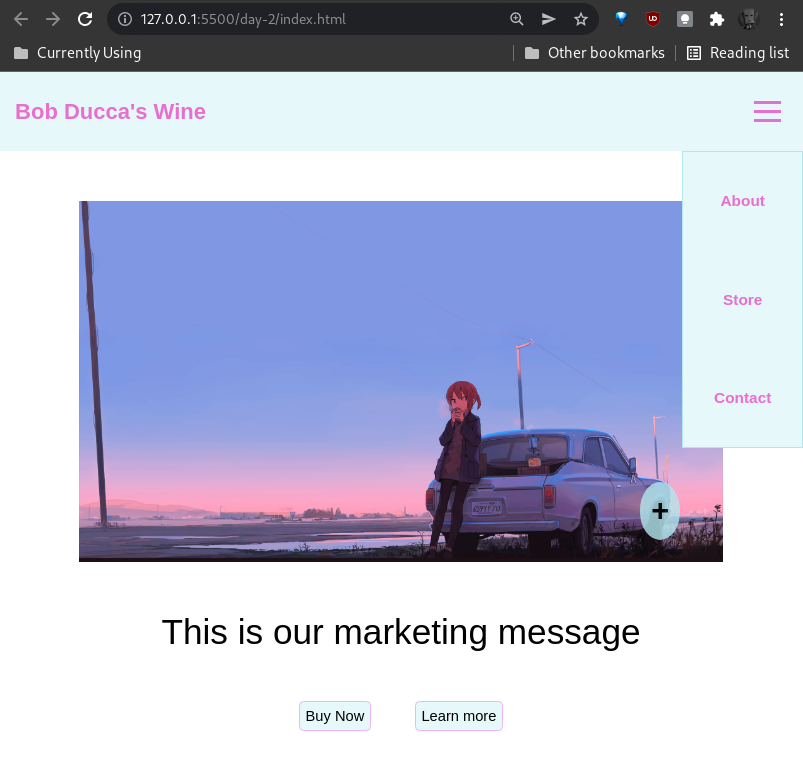 127.0.0.1:5500/day-2/index.html
Currently Using
Other bookmarks
Reading list
Bob Ducca's Wine
About
Store
Contact
+
This is our marketing message
Buy Now
Learn more